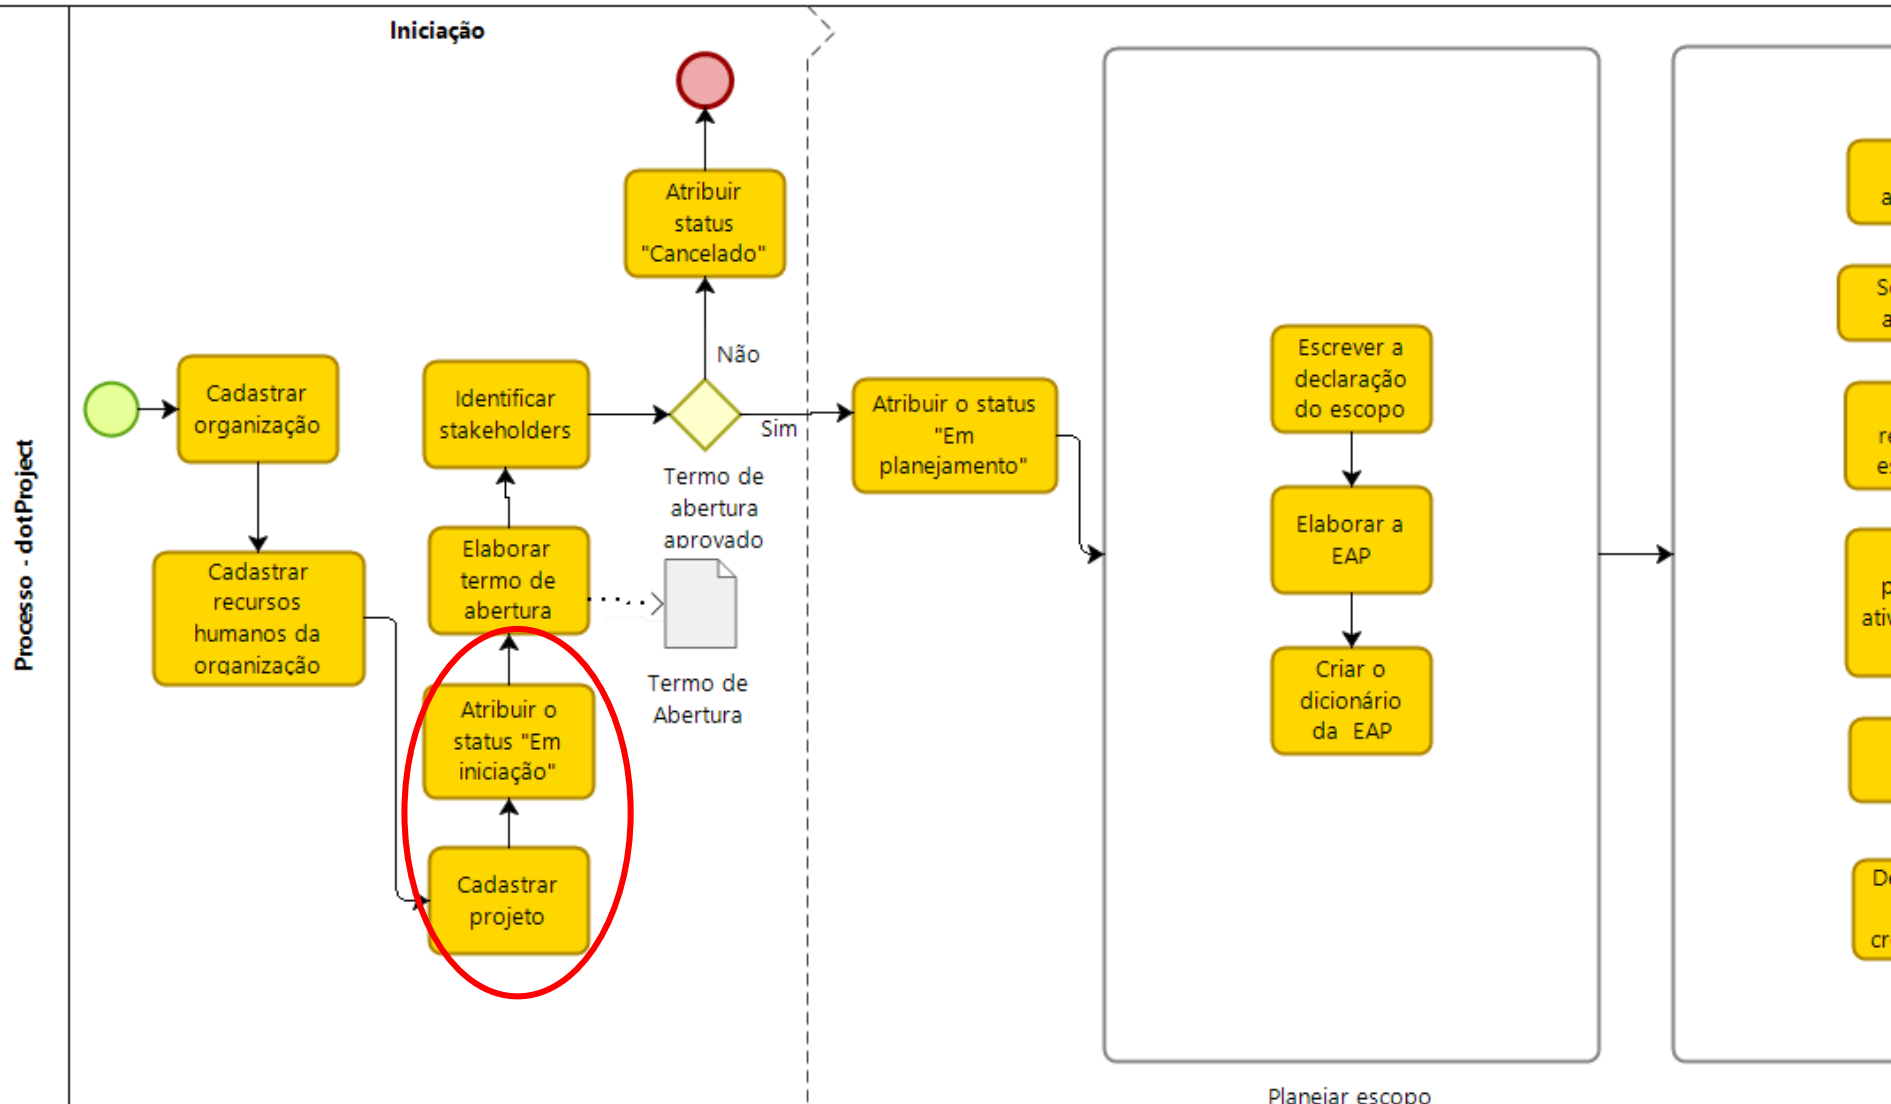 Processo - dotProject
Iniciação
Cadastrar
organização
Cadastrar
recursos
humanos da
organização
Cadastrar
projeto
Atribuir o
status "Em
iniciação"
Elaborar
termo de
abertura
Termo de
Abertura
Identificar
stakeholders
Termo de
abertura
aprovado
Não
Atribuir
status
"Cancelado"
Sim
Atribuir o status
"Em
planejamento"
Escrever a
declaração
do escopo
Elaborar a
EAP
Criar o
dicionário
da EAP
Planejar escopo